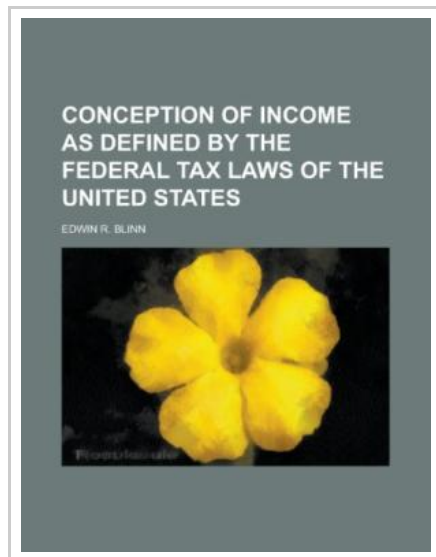 CONCEPTION OF INCOME
AS DEFINED BY THE
FEDERAL TAX LAWS OF THE
UNITED STATES
EDWIN R. BLINN